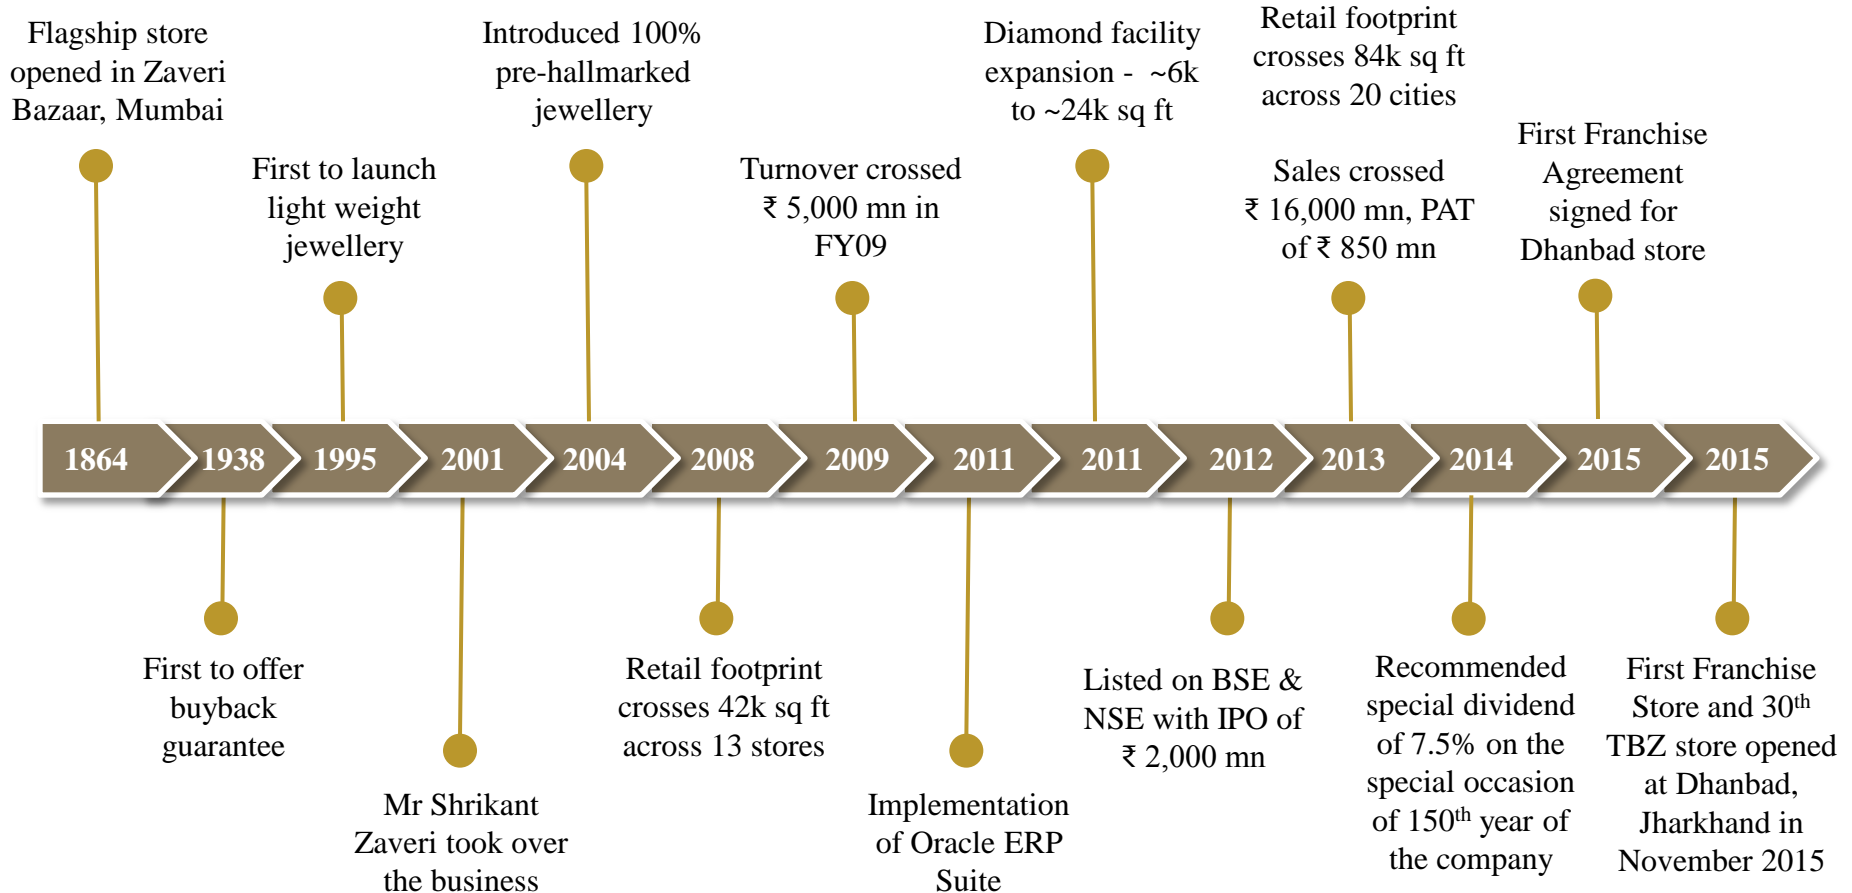 Flagship store
opened in Zaveri
Bazaar, Mumbai
First to launch
light weight
jewellery
Introduced 100%
pre-hallmarked
jewellery
Turnover crossed
₹ 5,000 mn in
FY09
Diamond facility
expansion - ~6k
to ~24k sq ft
Retail footprint
crosses 84k sq ft
across 20 cities
Sales crossed
₹ 16,000 mn, PAT
of ₹ 850 mn
First Franchise
Agreement
signed for
Dhanbad store
1864 1938 1995 2001 2004 2008 2009 2011 2011 2012 2013 2014 2015 2015
First to offer
buyback
guarantee
Mr Shrikant
Zaveri took over
the business
Retail footprint
crosses 42k sq ft
across 13 stores
Implementation
of Oracle ERP
Suite
Listed on BSE &
NSE with IPO of
₹ 2,000 mn
Recommended
special dividend
of 7.5% on the
special occasion
of 150th year of
the company
First Franchise
Store and 30th
TBZ store opened
at Dhanbad,
Jharkhand in
November 2015